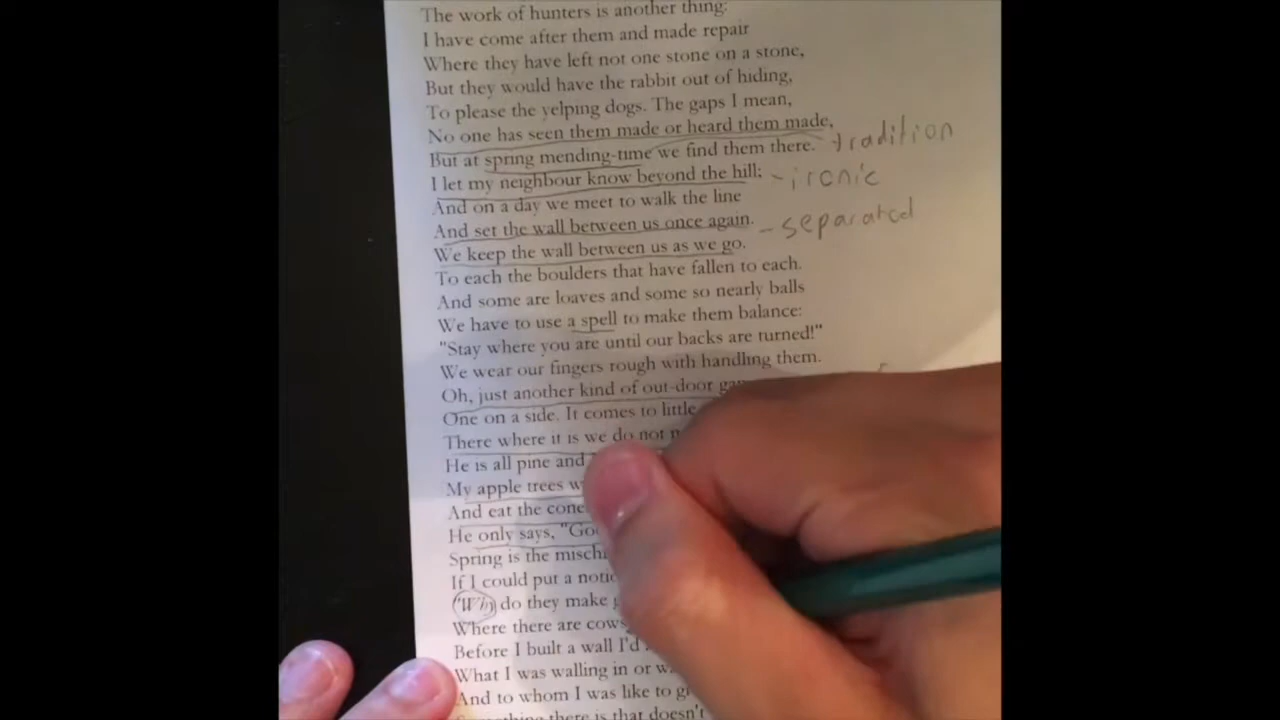 The work of hunters is another thing:
I have come after them and made repair
Where they have left not one stone on a stone,
But they would have the rabbit out of hiding,
To please the yelping dogs. The gaps I mean,
No one has seen them made or heard them made,
But at spring mending-time we find them there. - tradition
I let my neighbour know beyond the hill; - ironic
And on a day we meet to walk the line
And set the wall between us once again. - separated
We keep the wall between us as we go.
To each the boulders that have fallen to each.
And some are loaves and some so nearly balls
We have to use a spell to make them balance:
"Stay where you are until our backs are turned!"
We wear our fingers rough with handling them.
Oh, just another kind of out-door
One on a side. It comes to little
There where it is we do not
He is all pine and
My apple trees
And eat the
He only says,
Spring is the
If I could put a
'Why do they make
Where there are cows
Before I built a wall I'd
What I was walling in or
And to whom I was like to
Something there is that doesn't